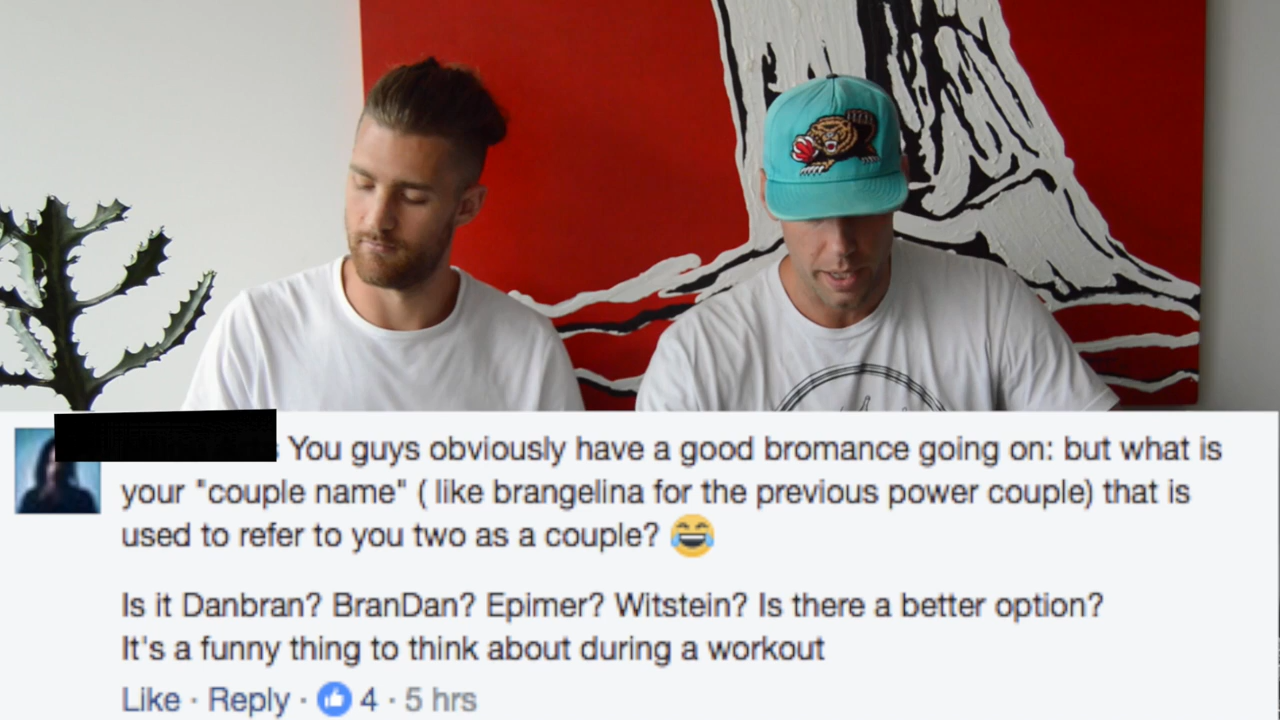 You guys obviously have a good bromance going on: but what is
your "couple name" ( like brangelina for the previous power couple) that is
used to refer to you two as a couple? 😂
Is it Danbran? BranDan? Epimer? Witstein? Is there a better option?
It's a funny thing to think about during a workout
Like · Reply · 4 · 5 hrs